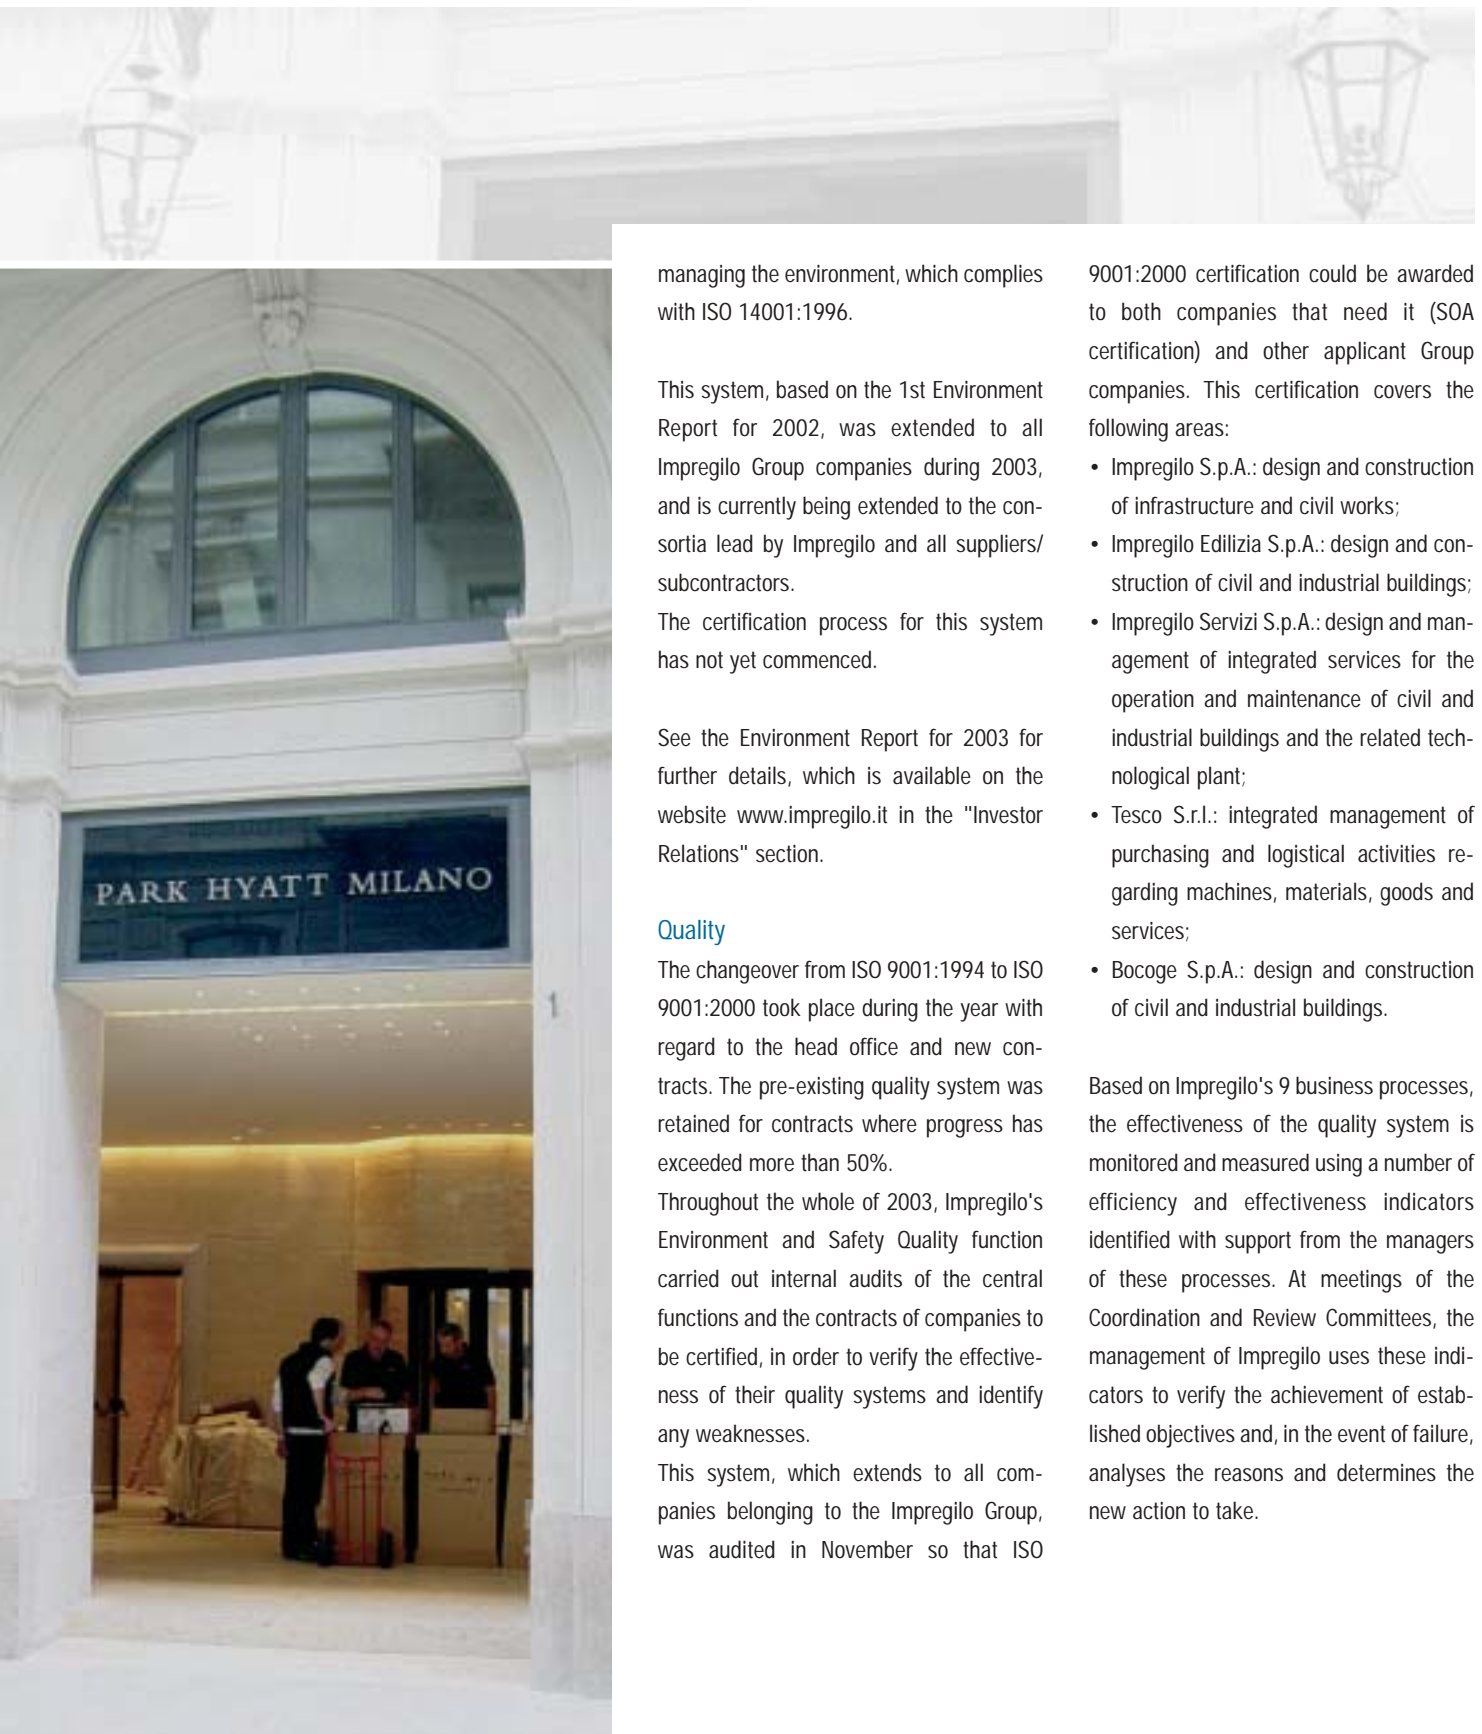 PARK HYATT MILANO
1
managing the environment, which complies
with ISO 14001:1996.
This system, based on the 1st Environment
Report for 2002, was extended to all
Impregilo Group companies during 2003,
and is currently being extended to the con-
sortia lead by Impregilo and all suppliers/
subcontractors.
The certification process for this system
has not yet commenced.
See the Environment Report for 2003 for
further details, which is available on the
website www.impregilo.it in the "Investor
Relations" section.
Quality
The changeover from ISO 9001:1994 to ISO
9001:2000 took place during the year with
regard to the head office and new con-
tracts. The pre-existing quality system was
retained for contracts where progress has
exceeded more than 50%.
Throughout the whole of 2003, Impregilo's
Environment and Safety Quality function
carried out internal audits of the central
functions and the contracts of companies to
be certified, in order to verify the effective-
ness of their quality systems and identify
any weaknesses.
This system, which extends to all com-
panies belonging to the Impregilo Group,
was audited in November so that ISO
9001:2000 certification could be awarded
to both companies that need it (SOA
certification) and other applicant Group
companies. This certification covers the
following areas:
• Impregilo S.p.A.: design and construction
of infrastructure and civil works;
• Impregilo Edilizia S.p.A.: design and con-
struction of civil and industrial buildings;
• Impregilo Servizi S.p.A.: design and man-
agement of integrated services for the
operation and maintenance of civil and
industrial buildings and the related tech-
nological plant;
• Tesco S.r.l.: integrated management of
purchasing and logistical activities re-
garding machines, materials, goods and
services;
• Bocoge S.p.A.: design and construction
of civil and industrial buildings.
Based on Impregilo's 9 business processes,
the effectiveness of the quality system is
monitored and measured using a number of
efficiency and effectiveness indicators
identified with support from the managers
of these processes. At meetings of the
Coordination and Review Committees, the
management of Impregilo uses these indi-
cators to verify the achievement of estab-
lished objectives and, in the event of failure,
analyses the reasons and determines the
new action to take.